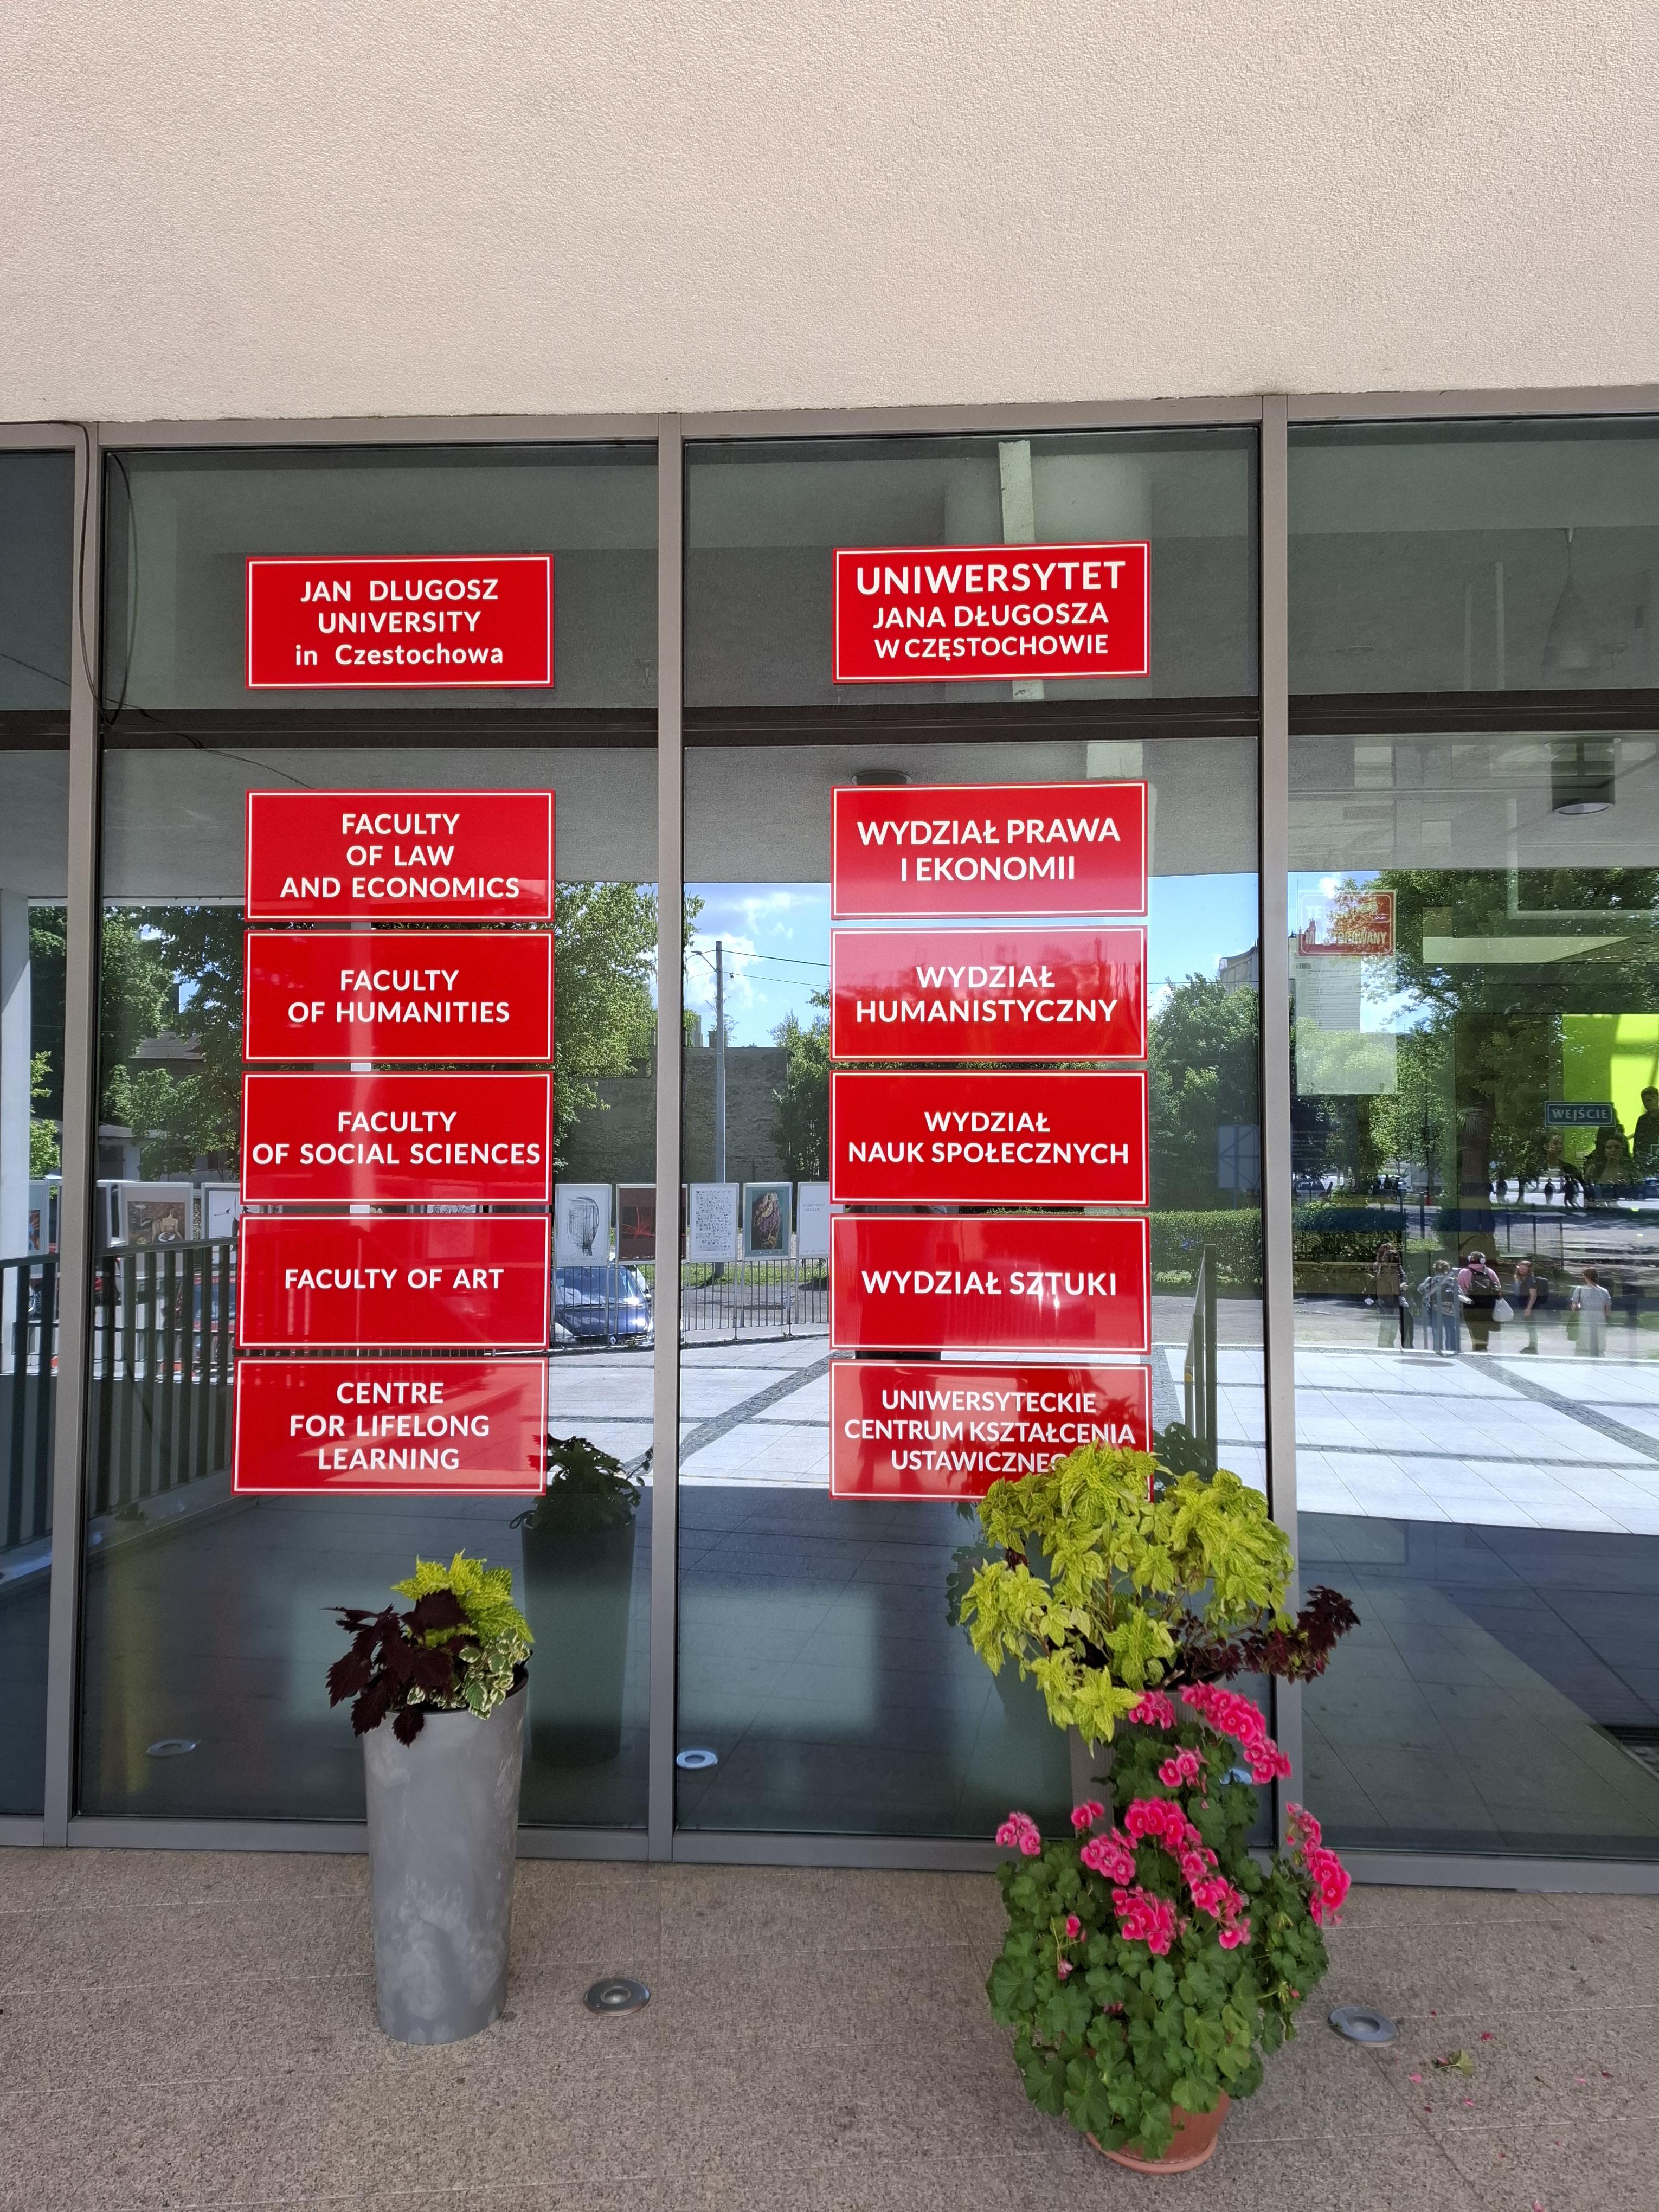 JAN DLUGOSZ
UNIVERSITY
in Czestochowa
FACULTY
OF LAW
AND ECONOMICS
FACULTY
OF HUMANITIES
FACULTY
OF SOCIAL SCIENCES
FACULTY OF ART
CENTRE
FOR LIFELONG
LEARNING
UNIWERSYTET
JANA DŁUGOSZA
W CZĘSTOCHOWIE
WYDZIAŁ PRAWA
I EKONOMII
WYDZIAŁ
HUMANISTYCZNY
WYDZIAŁ
NAUK SPOŁECZNYCH
WYDZIAŁ SZTUKI
UNIWERSYTECKIE
CENTRUM KSZTAŁCENIA
WEJŚCIE